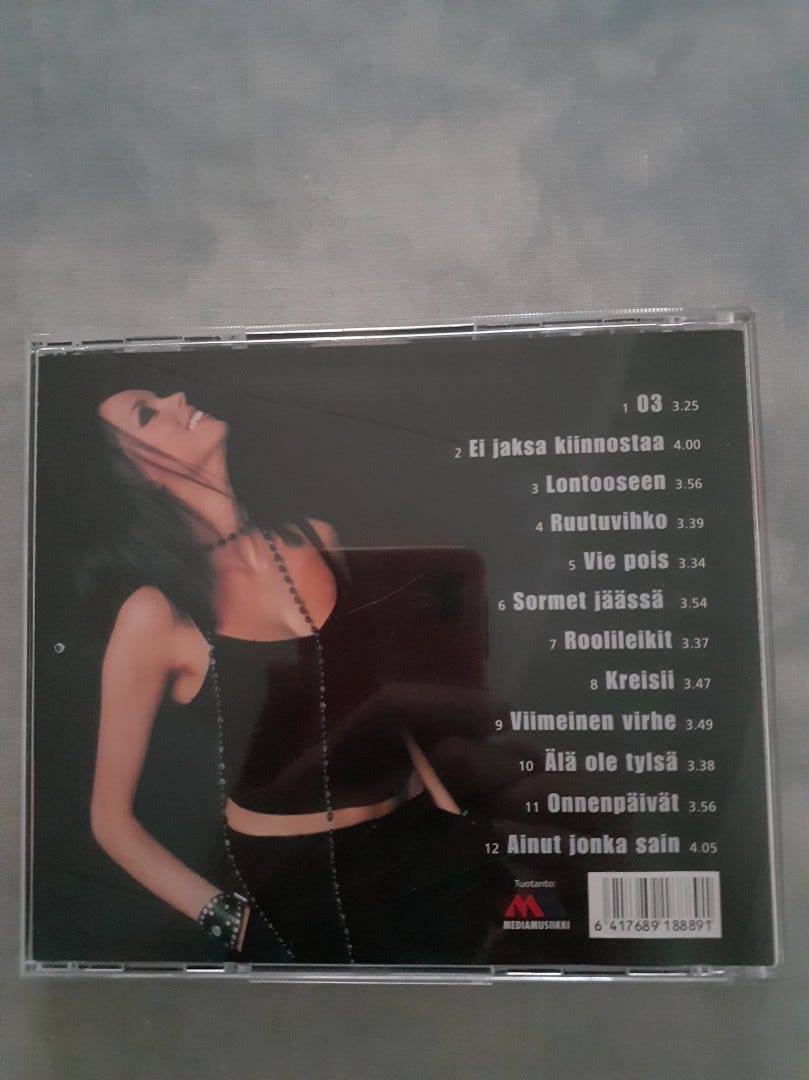 1 03 3.25
2 Ei jaksa kiinnostaa 4.00
3 Lontooseen 3.56
4 Ruutuvihko 3.39
5 Vie pois 3.34
6 Sormet jäässä 3.54
7 Roolileikit 3.37
8 Kreisii 3.47
9 Viimeinen virhe 3.49
10 Älä ole tylsä 3.38
11 Onnenpäivät 3.56
12 Ainut jonka sain 4.05
Tuotanto:
MEDIAMUSIIKKI
6 417689 188891